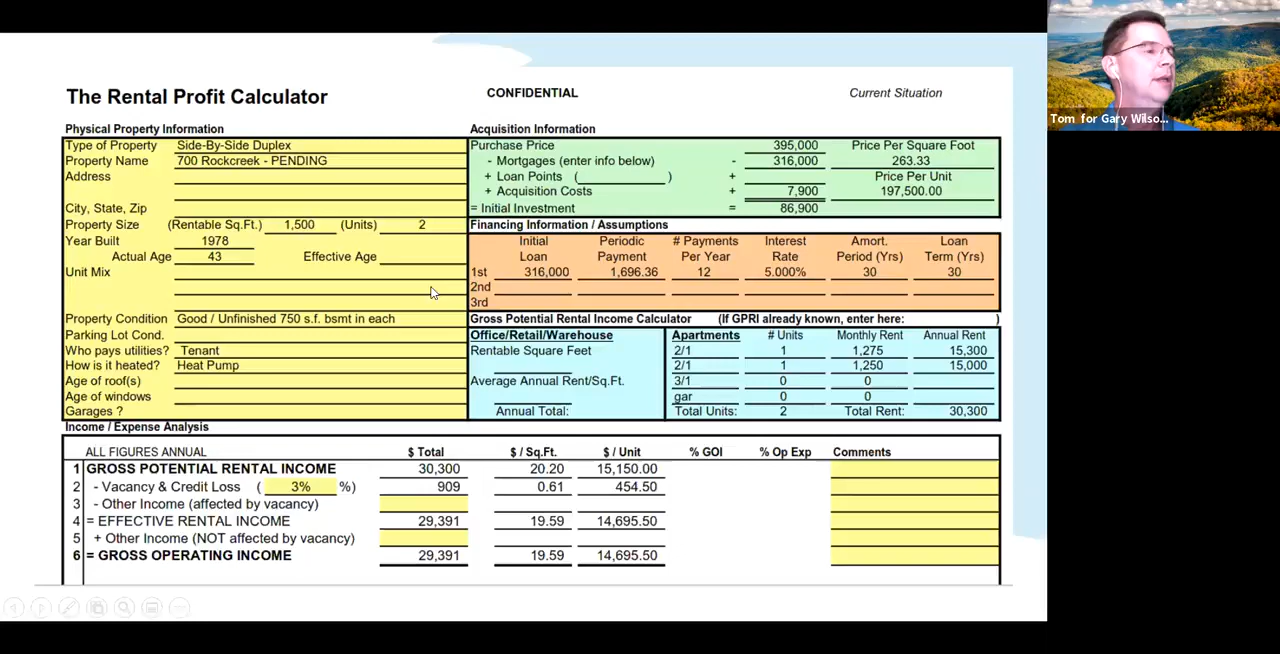 The Rental Profit Calculator
CONFIDENTIAL
Current Situation
Tom for Gary Wilso...
Physical Property Information
Type of Property Side-By-Side Duplex
Property Name 700 Rockcreek - PENDING
Address
City, State, Zip
Property Size (Rentable Sq.Ft.) 1,500 (Units) 2
Year Built 1978
Actual Age 43 Effective Age
Unit Mix
Property Condition Good / Unfinished 750 s.f. bsmt in each
Parking Lot Cond.
Who pays utilities? Tenant
How is it heated? Heat Pump
Age of roof(s)
Age of windows
Garages ?
Acquisition Information
Purchase Price 395,000 Price Per Square Foot
- Mortgages (enter info below) - 316,000 263.33
+ Loan Points ( ) + Price Per Unit
+ Acquisition Costs + 7,900 197,500.00
= Initial Investment = 86,900
Financing Information / Assumptions
Initial Periodic # Payments Interest Amort. Loan
Loan Payment Per Year Rate Period (Yrs) Term (Yrs)
1st 316,000 1,696.36 12 5.000% 30 30
2nd
3rd
Gross Potential Rental Income Calculator (If GPRI already known, enter here: )
Office/Retail/Warehouse
Rentable Square Feet
Average Annual Rent/Sq.Ft.
Annual Total:
Apartments # Units Monthly Rent Annual Rent
2/1 1 1,275 15,300
2/1 1 1,250 15,000
3/1 0 0
gar 0 0
Total Units: 2 Total Rent: 30,300
Income / Expense Analysis
ALL FIGURES ANNUAL $ Total $ / Sq.Ft. $ / Unit % GOI % Op Exp Comments
1 GROSS POTENTIAL RENTAL INCOME 30,300 20.20 15,150.00
2 - Vacancy & Credit Loss ( 3% %) 909 0.61 454.50
3 - Other Income (affected by vacancy)
4 = EFFECTIVE RENTAL INCOME 29,391 19.59 14,695.50
5 + Other Income (NOT affected by vacancy)
6 = GROSS OPERATING INCOME 29,391 19.59 14,695.50